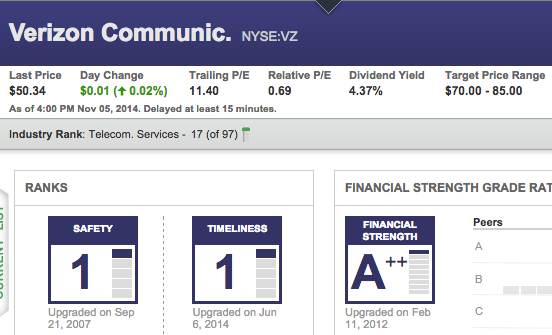 Verizon Communic. NYSE:VZ
Last Price Day Change Trailing P/E Relative P/E Dividend Yield Target Price Range
$50.34 $0.01 (↑ 0.02%) 11.40 0.69 4.37% $70.00 - 85.00
As of 4:00 PM Nov 05, 2014. Delayed at least 15 minutes.
Industry Rank: Telecom. Services - 17 (of 97)
RANKS
SAFETY
1
Upgraded on Sep
21, 2007
TIMELINESS
1
Upgraded on Jun
6, 2014
FINANCIAL STRENGTH GRADE RAT
FINANCIAL
STRENGTH
A++
Upgraded on Feb
11, 2012
Peers
A
B
C